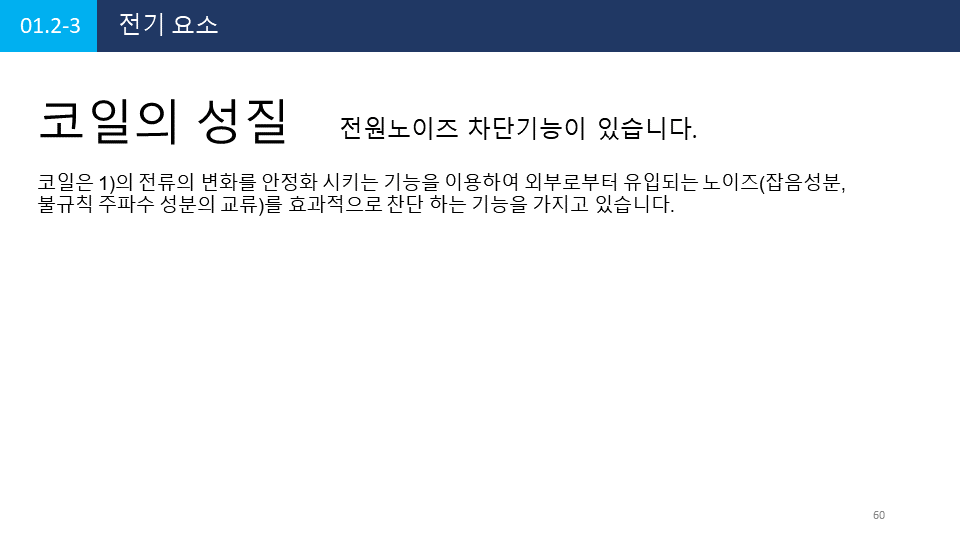 01.2-3 전기 요소
코일의 성질 전원노이즈 차단기능이 있습니다.
코일은 1)의 전류의 변화를 안정화 시키는 기능을 이용하여 외부로부터 유입되는 노이즈(잡음성분,
불규칙 주파수 성분의 교류)를 효과적으로 찬단 하는 기능을 가지고 있습니다.
60